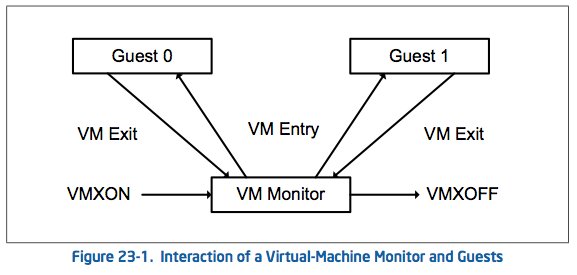 Guest 0
Guest 1
VM Exit
VM Entry
VM Exit
VMXON
VM Monitor
VMXOFF
Figure 23-1. Interaction of a Virtual-Machine Monitor and Guests